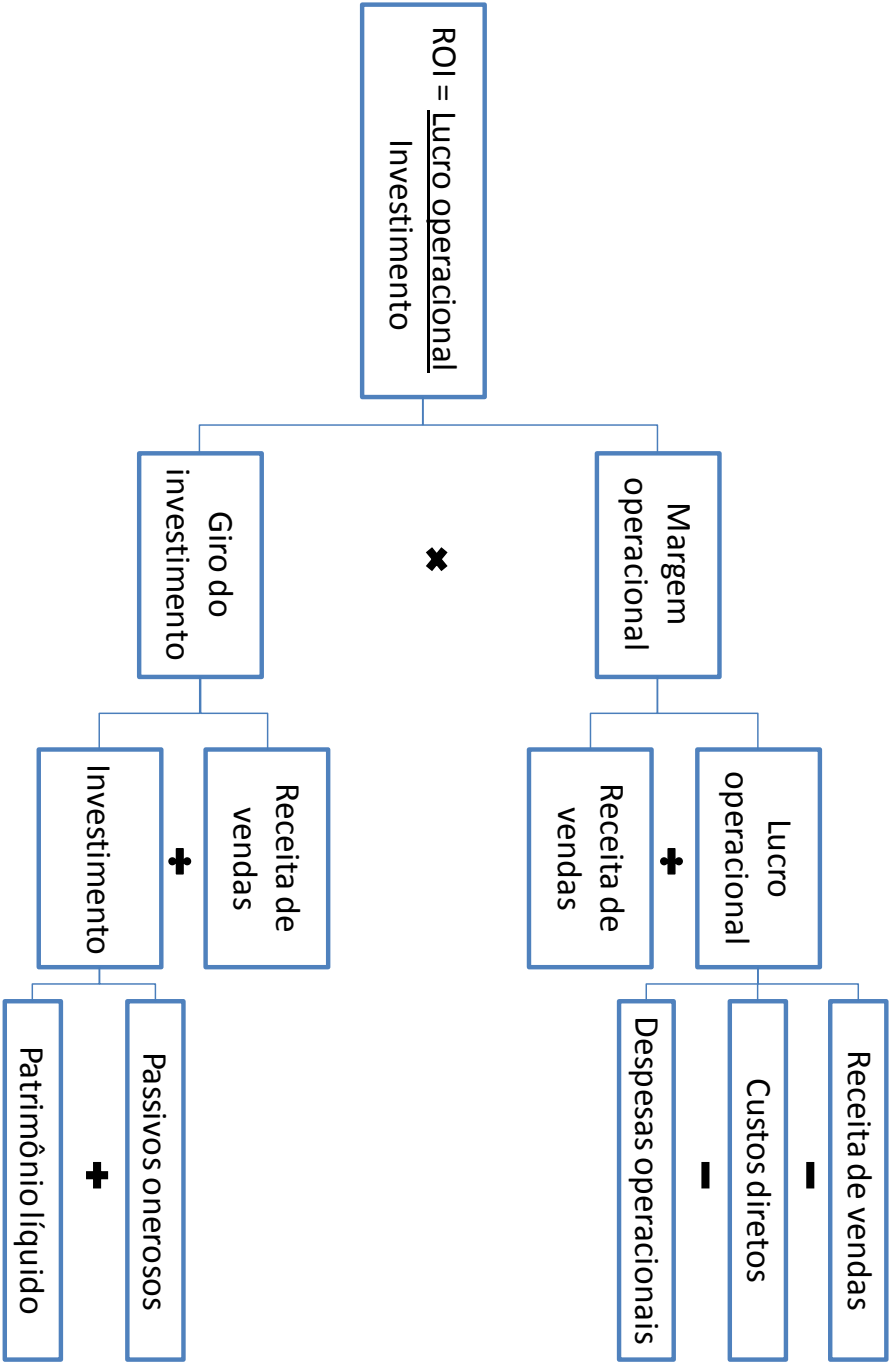 ROI = Lucro operacional
Investimento
Margem
operacional
×
Giro do
investimento
Lucro
operacional
÷
Receita de
vendas
Receita de
vendas
÷
Investimento
Receita de vendas
-
Custos diretos
-
Despesas operacionais
Passivos onerosos
+
Patrimônio líquido